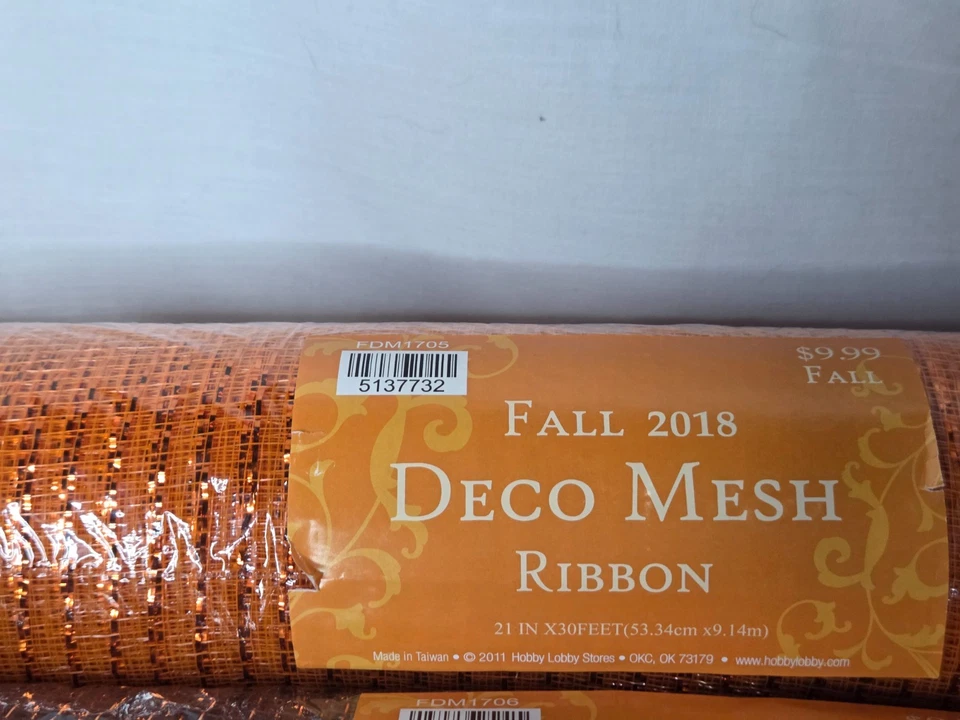 FDM1705
5137732
$9.99
FALL
FALL 2018
DECO MESH
RIBBON
21 IN X30FEET(53.34cm x9.14m)
Made in Taiwan • © 2011 Hobby Lobby Stores • OKC, OK 73179 • www.hobbylobby.com
FDM1706